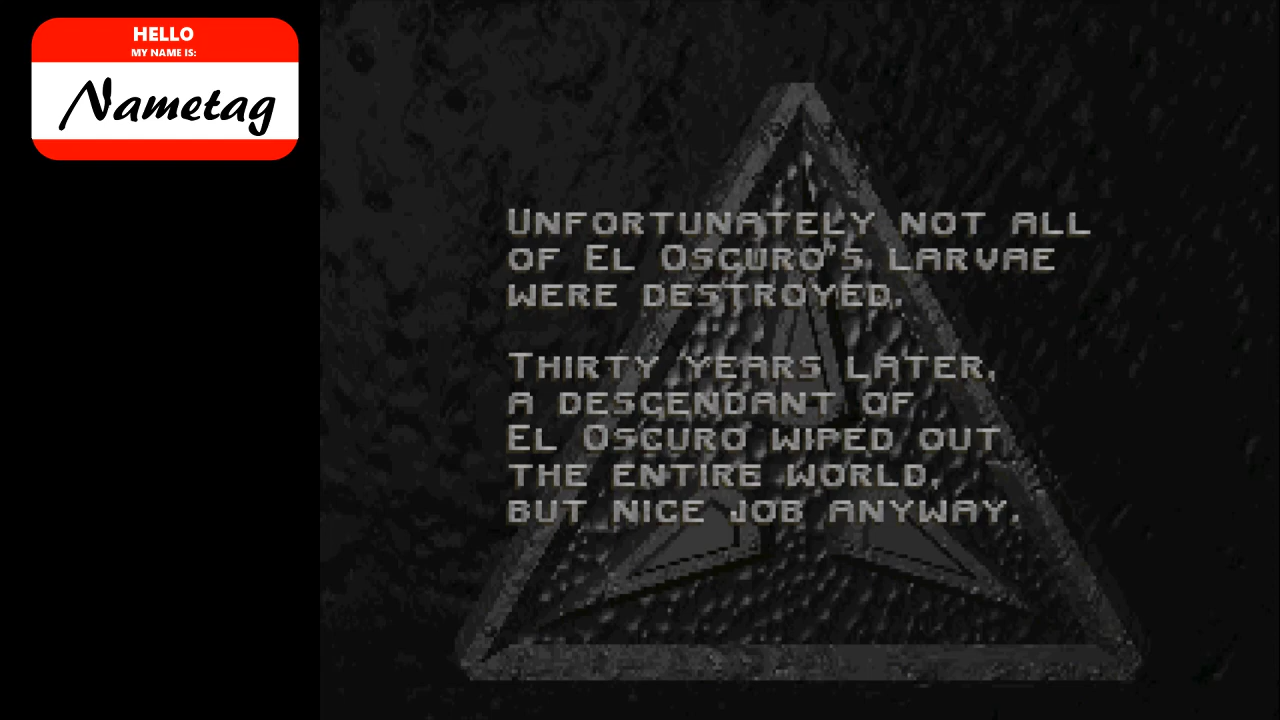 HELLO
MY NAME IS:
Nametag
Unfortunately not all
of El Oscuro's larvae
were destroyed.
Thirty years later,
a descendant of
El Oscuro wiped out
the entire world,
but nice job anyway.